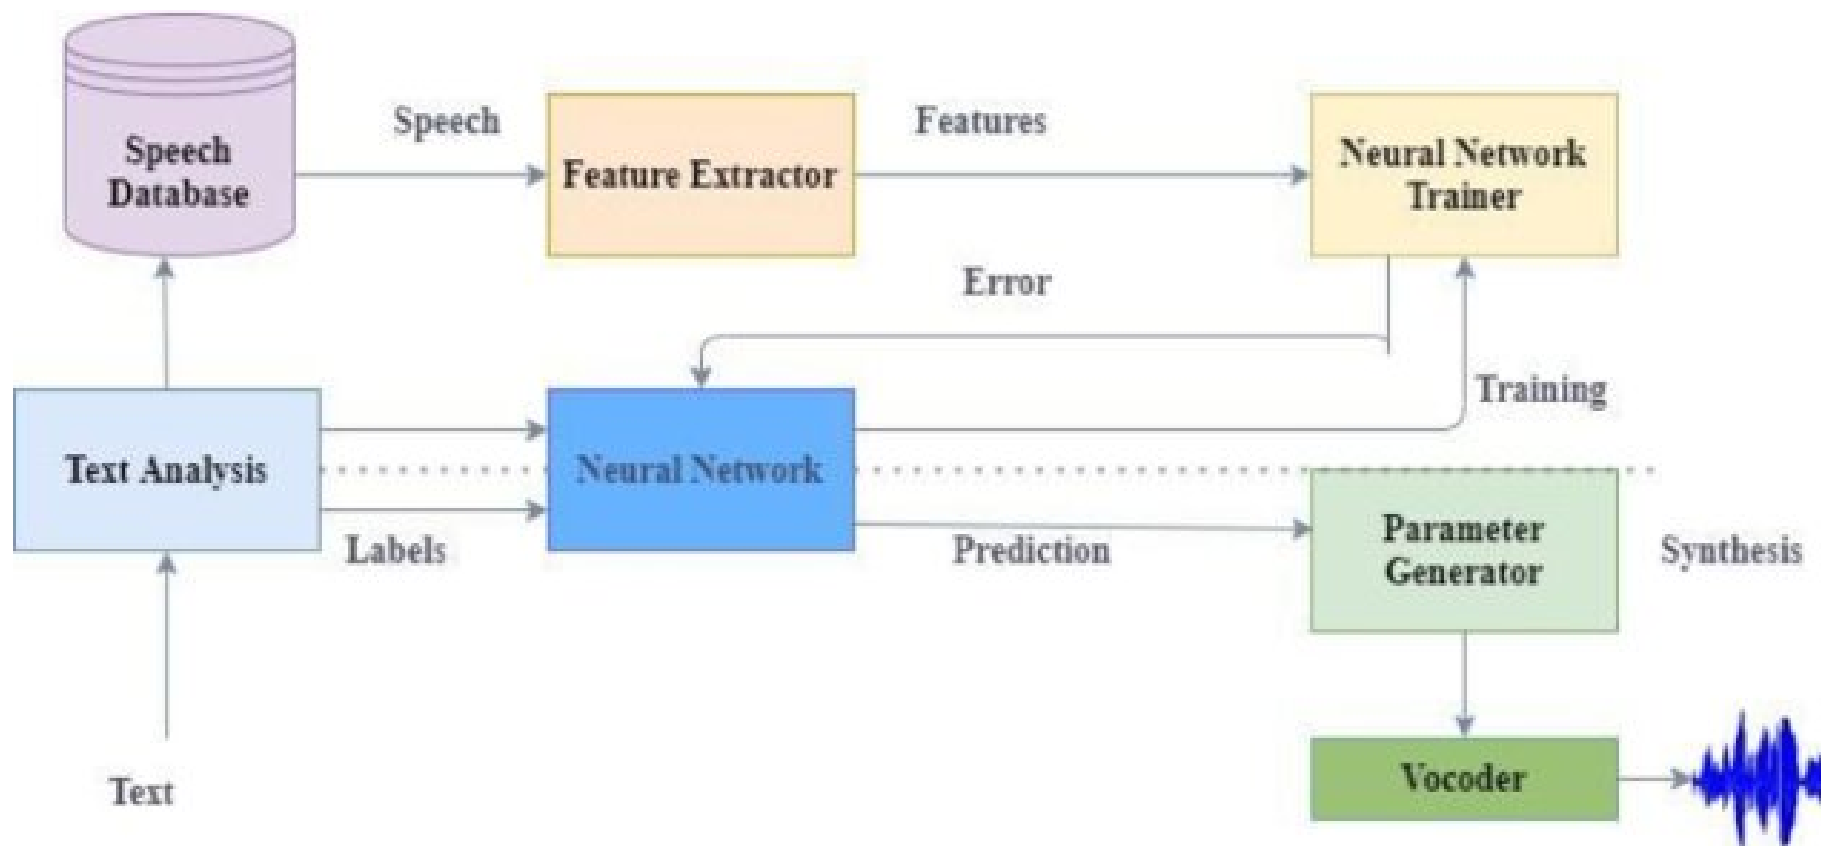 Speech
Database
Speech
Feature Extractor
Features
Neural Network
Trainer
Error
Training
Text Analysis
Neural Network
Labels
Prediction
Parameter
Generator
Synthesis
Vocoder
Text